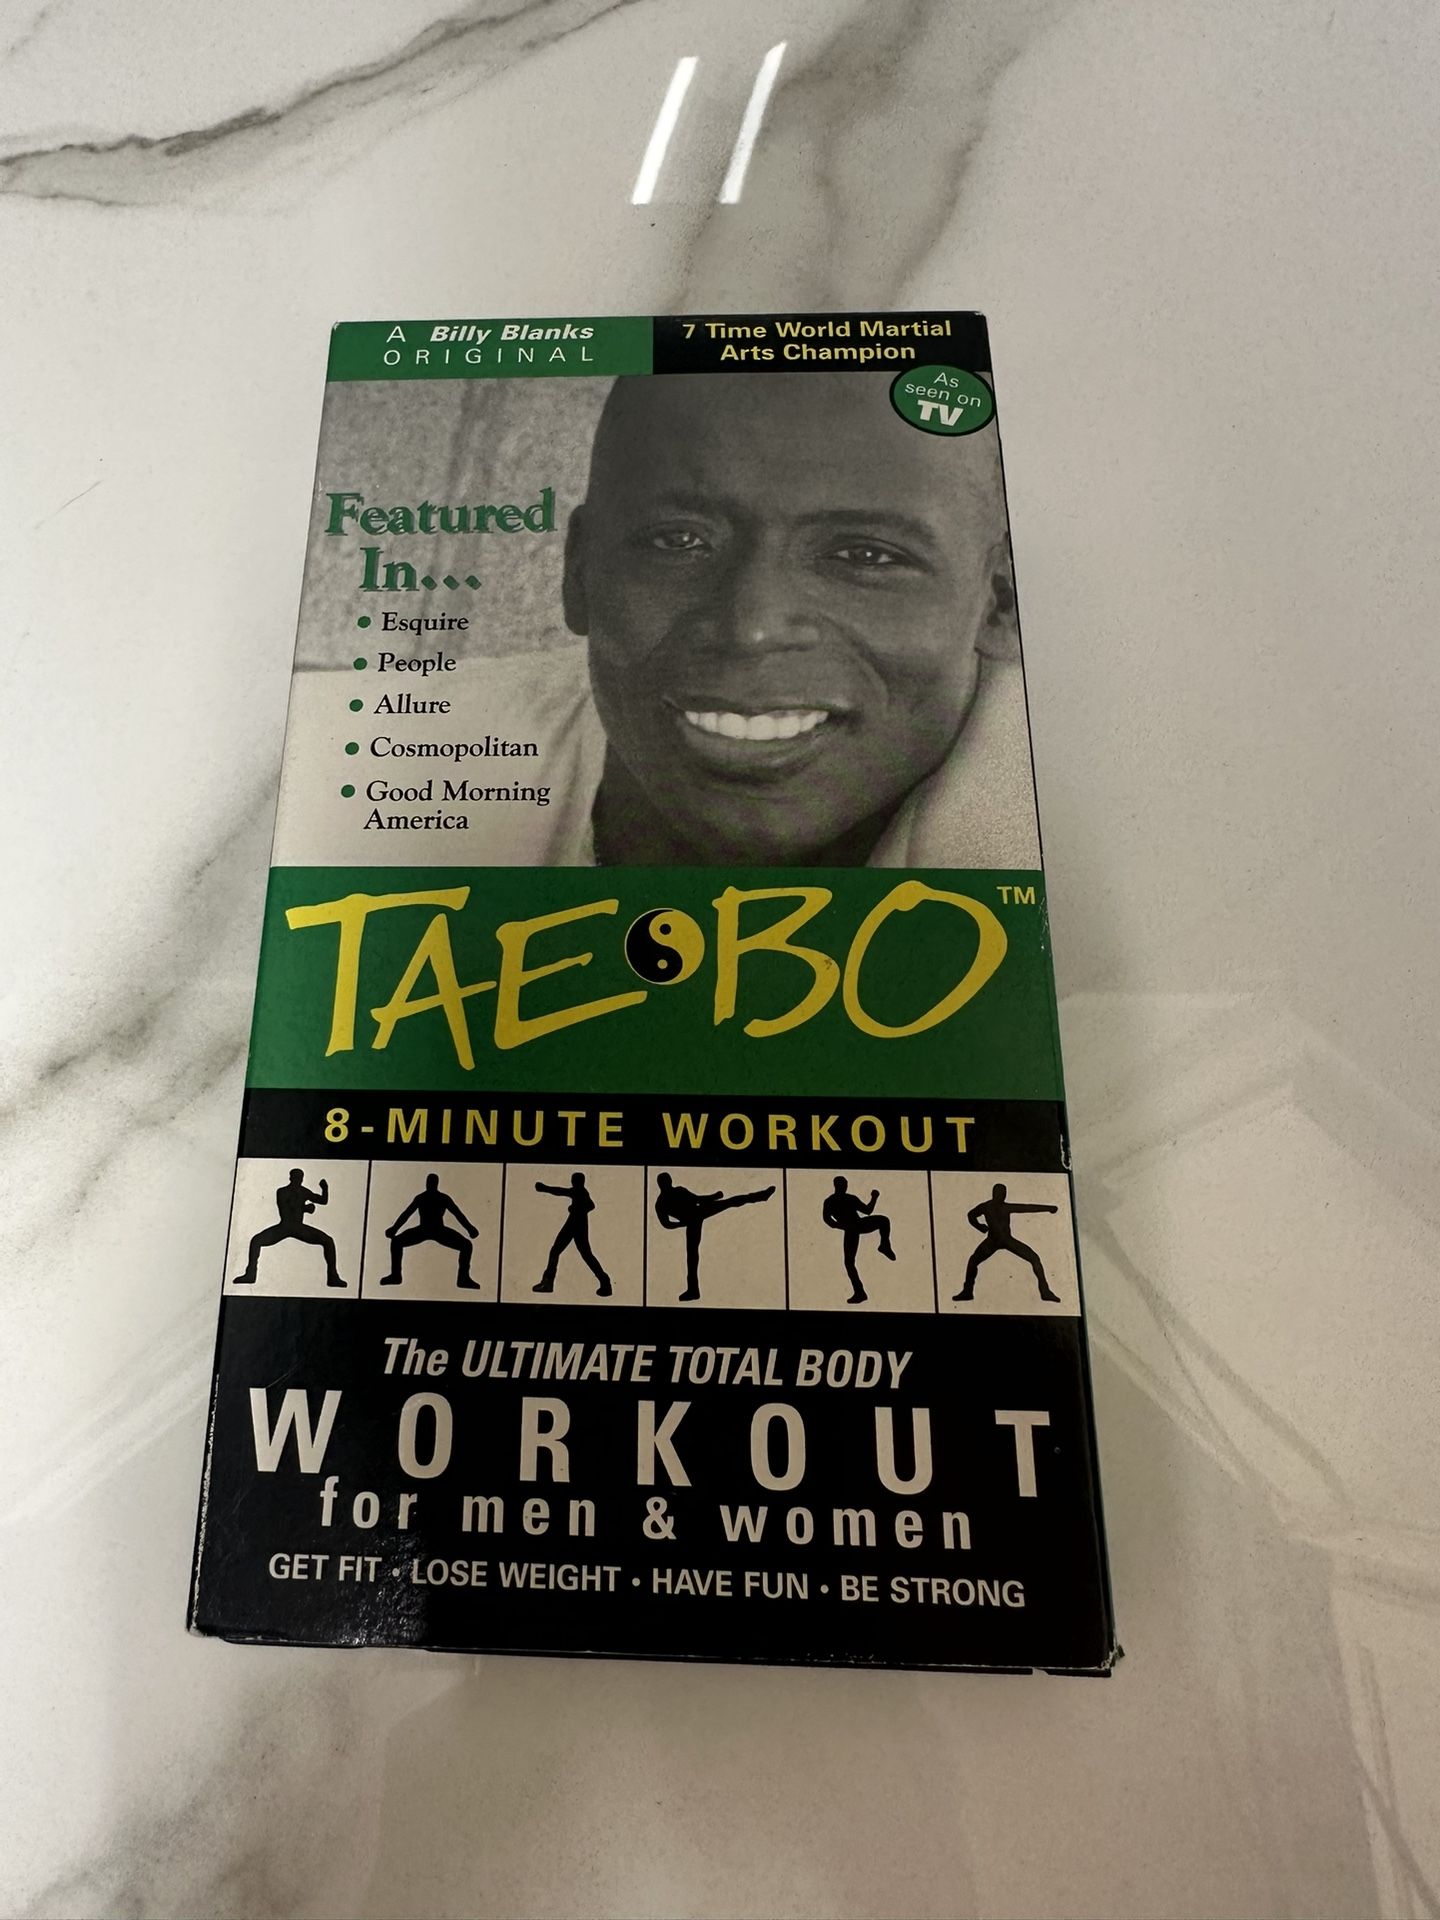 A Billy Blanks
ORIGINAL
7 Time World Martial
Arts Champion
As
seen on
TV
Featured
In...
• Esquire
• People
• Allure
• Cosmopolitan
• Good Morning
America
TAE BO™
8-MINUTE WORKOUT
The ULTIMATE TOTAL BODY
WORKOUT
for men & women
GET FIT • LOSE WEIGHT • HAVE FUN • BE STRONG